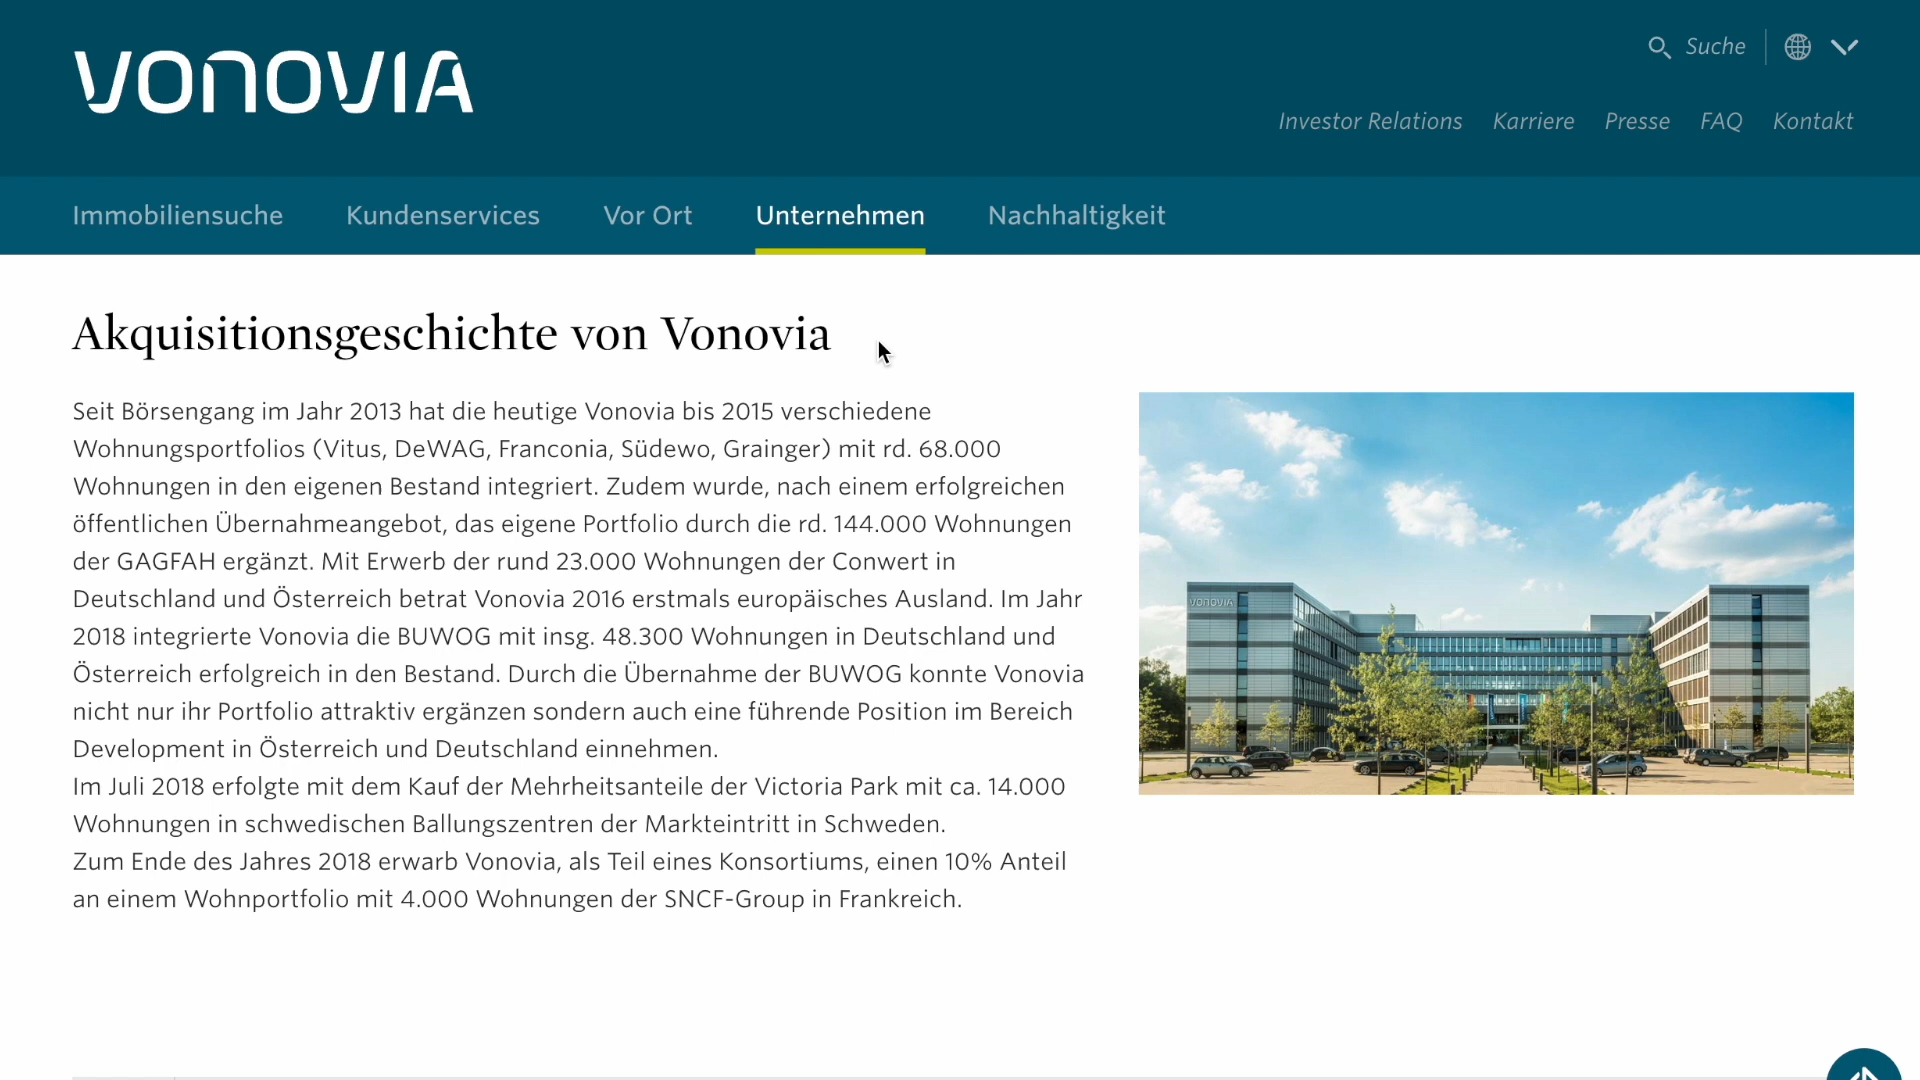 VONOVIA
Suche
Investor Relations Karriere Presse FAQ Kontakt
Immobiliensuche Kundenservices Vor Ort Unternehmen Nachhaltigkeit
Akquisitionsgeschichte von Vonovia
Seit Börsengang im Jahr 2013 hat die heutige Vonovia bis 2015 verschiedene
Wohnungsportfolios (Vitus, DeWAG, Franconia, Südewo, Grainger) mit rd. 68.000
Wohnungen in den eigenen Bestand integriert. Zudem wurde, nach einem erfolgreichen
öffentlichen Übernahmeangebot, das eigene Portfolio durch die rd. 144.000 Wohnungen
der GAGFAH ergänzt. Mit Erwerb der rund 23.000 Wohnungen der Conwert in
Deutschland und Österreich betrat Vonovia 2016 erstmals europäisches Ausland. Im Jahr
2018 integrierte Vonovia die BUWOG mit insg. 48.300 Wohnungen in Deutschland und
Österreich erfolgreich in den Bestand. Durch die Übernahme der BUWOG konnte Vonovia
nicht nur ihr Portfolio attraktiv ergänzen sondern auch eine führende Position im Bereich
Development in Österreich und Deutschland einnehmen.
Im Juli 2018 erfolgte mit dem Kauf der Mehrheitsanteile der Victoria Park mit ca. 14.000
Wohnungen in schwedischen Ballungszentren der Markteintritt in Schweden.
Zum Ende des Jahres 2018 erwarb Vonovia, als Teil eines Konsortiums, einen 10% Anteil
an einem Wohnportfolio mit 4.000 Wohnungen der SNCF-Group in Frankreich.
VONOVIA